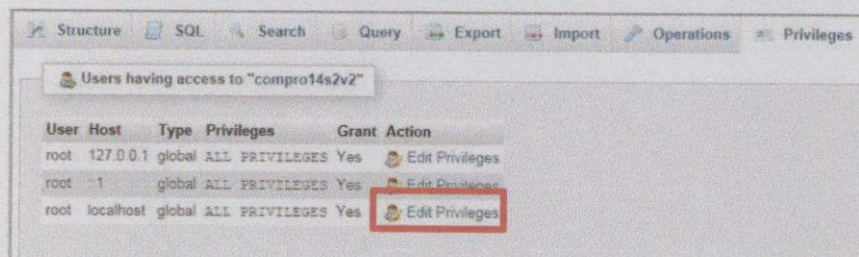 Structure SQL Search Query Export Import Operations Privileges
Users having access to "compro14s2v2"
User Host Type Privileges Grant Action
root 127.0.0.1 global ALL PRIVILEGES Yes Edit Privileges
root ::1 global ALL PRIVILEGES Yes Edit Privileges
root localhost global ALL PRIVILEGES Yes Edit Privileges